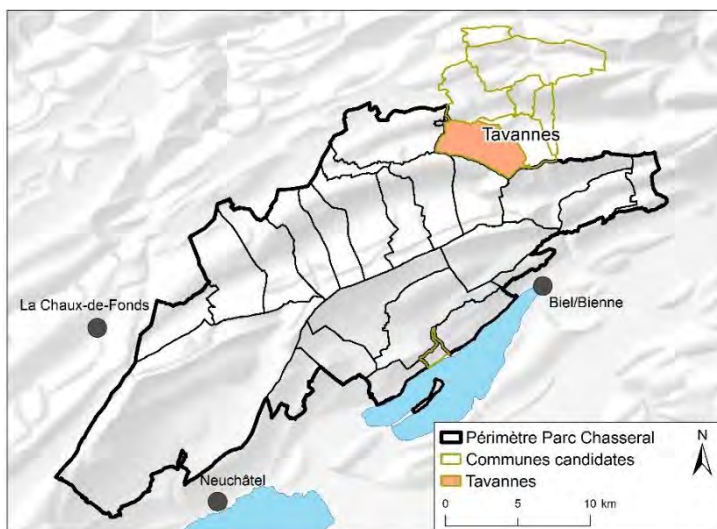 Tavannes
La Chaux-de-Fonds
Biel/Bienne
Neuchâtel
Périmètre Parc Chasseral
Communes candidates
Tavannes
N
0 5 10 km